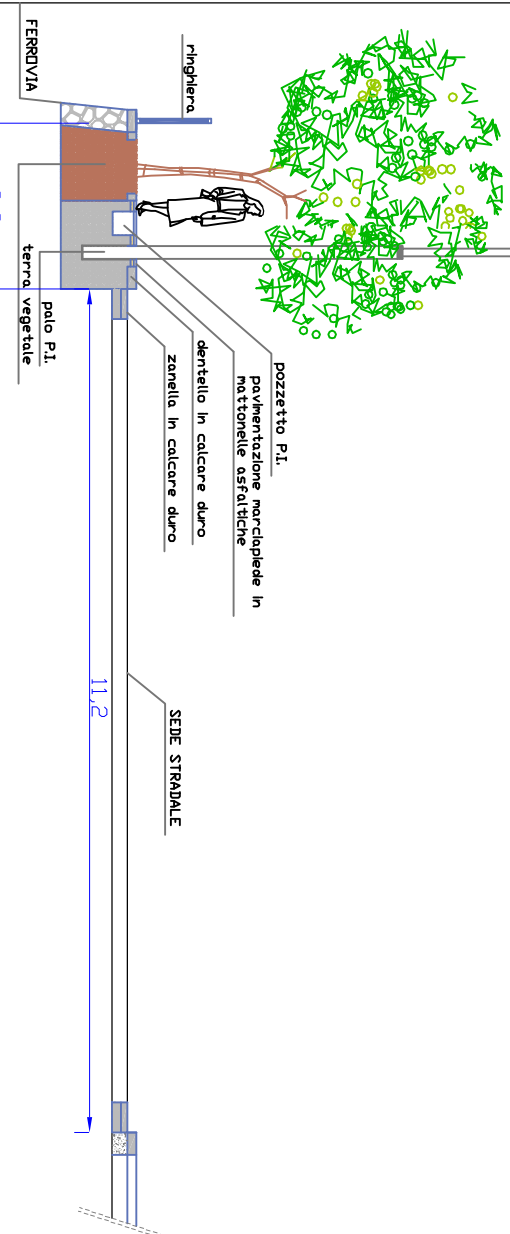 FERROVIA
ringhiera
terra vegetale
palo P.I.
zanella in calcare duro
dentello in calcare duro
pavimentazione marciapiede in
mattonelle asfaltiche
pozzetto P.I.
SEDE STRADALE
11,2